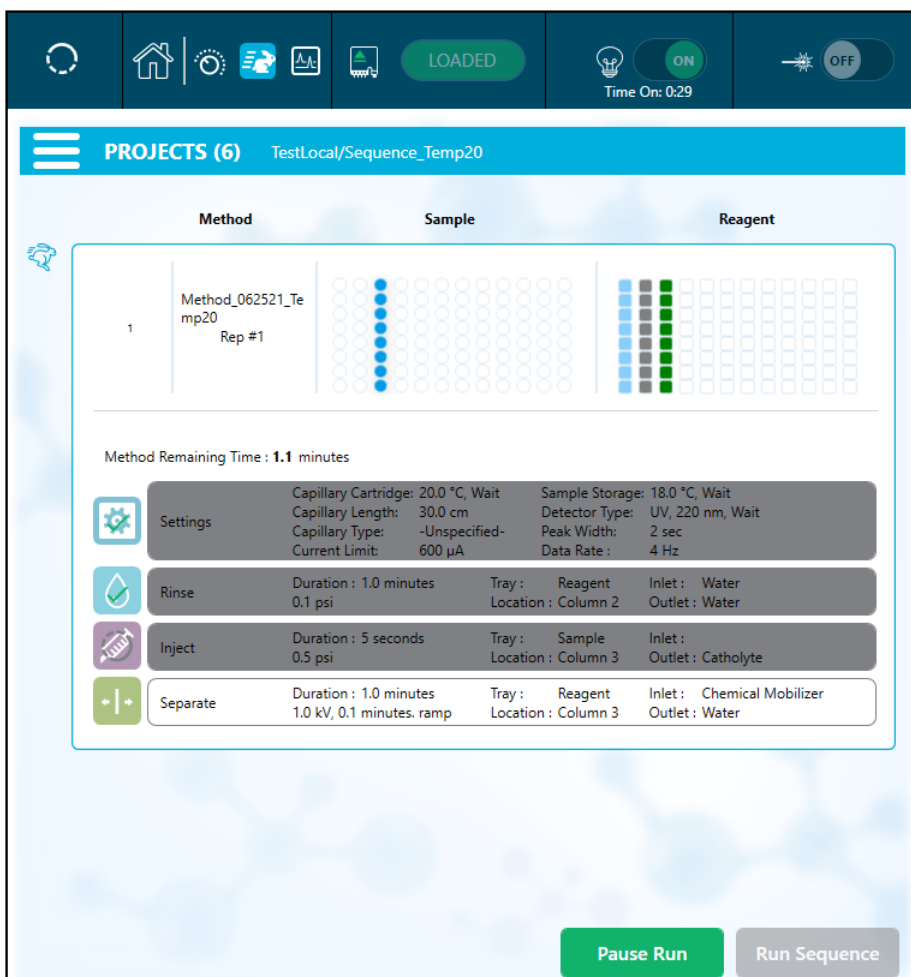 LOADED
ON
OFF
Time On: 0:29
PROJECTS (6) TestLocal/Sequence_Temp20
Method Sample Reagent
1
Method_062521_Te
mp20
Rep #1
Method Remaining Time : 1.1 minutes
Settings
Capillary Cartridge: 20.0 °C, Wait Sample Storage: 18.0 °C, Wait
Capillary Length: 30.0 cm Detector Type: UV, 220 nm, Wait
Capillary Type: -Unspecified- Peak Width: 2 sec
Current Limit: 600 µA Data Rate : 4 Hz
Rinse
Duration : 1.0 minutes Tray : Reagent Inlet : Water
0.1 psi Location : Column 2 Outlet : Water
Inject
Duration : 5 seconds Tray : Sample Inlet :
0.5 psi Location : Column 3 Outlet : Catholyte
Separate
Duration : 1.0 minutes Tray : Reagent Inlet : Chemical Mobilizer
1.0 kV, 0.1 minutes. ramp Location : Column 3 Outlet : Water
Pause Run Run Sequence